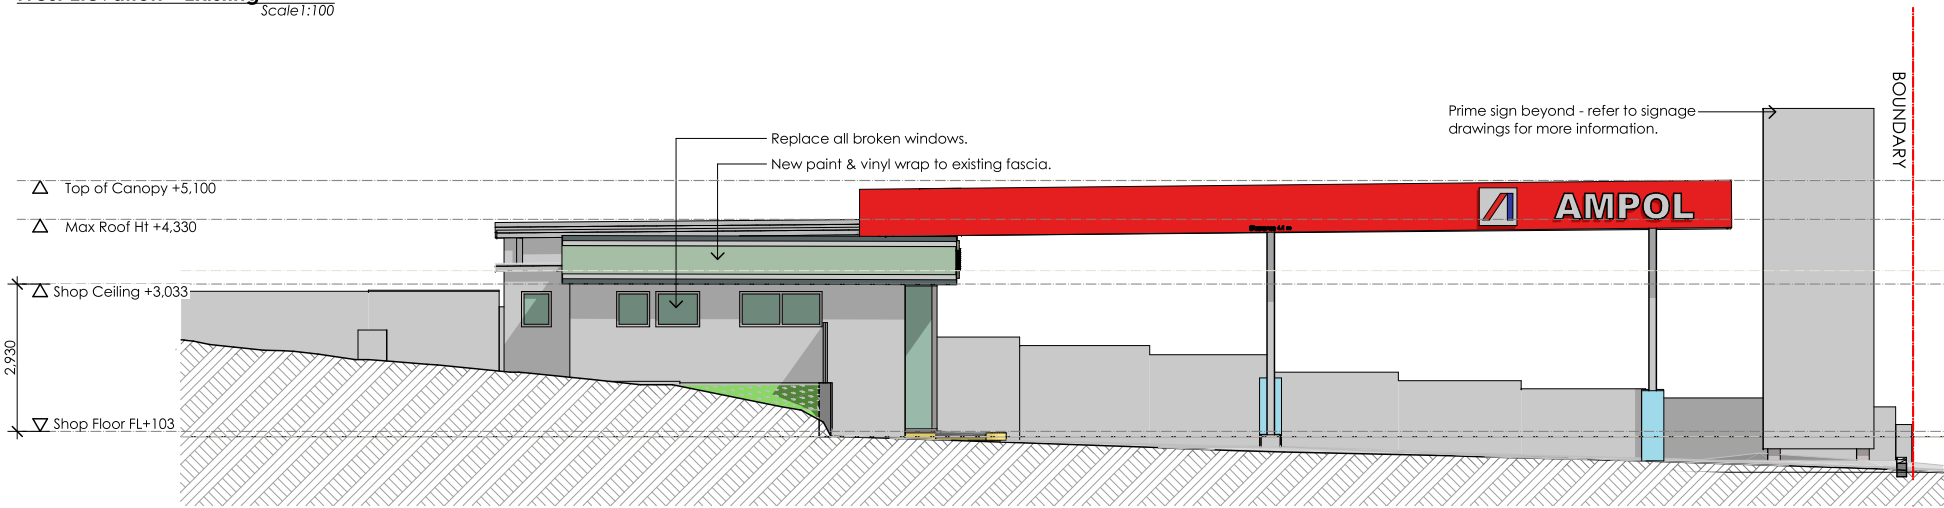 Scale1:100
BOUNDARY
Prime sign beyond - refer to signage
drawings for more information.
Replace all broken windows.
New paint & vinyl wrap to existing fascia.
Top of Canopy +5,100
AMPOL
Max Roof Ht +4,330
Shop Ceiling +3,033
2,930
Shop Floor FL+103